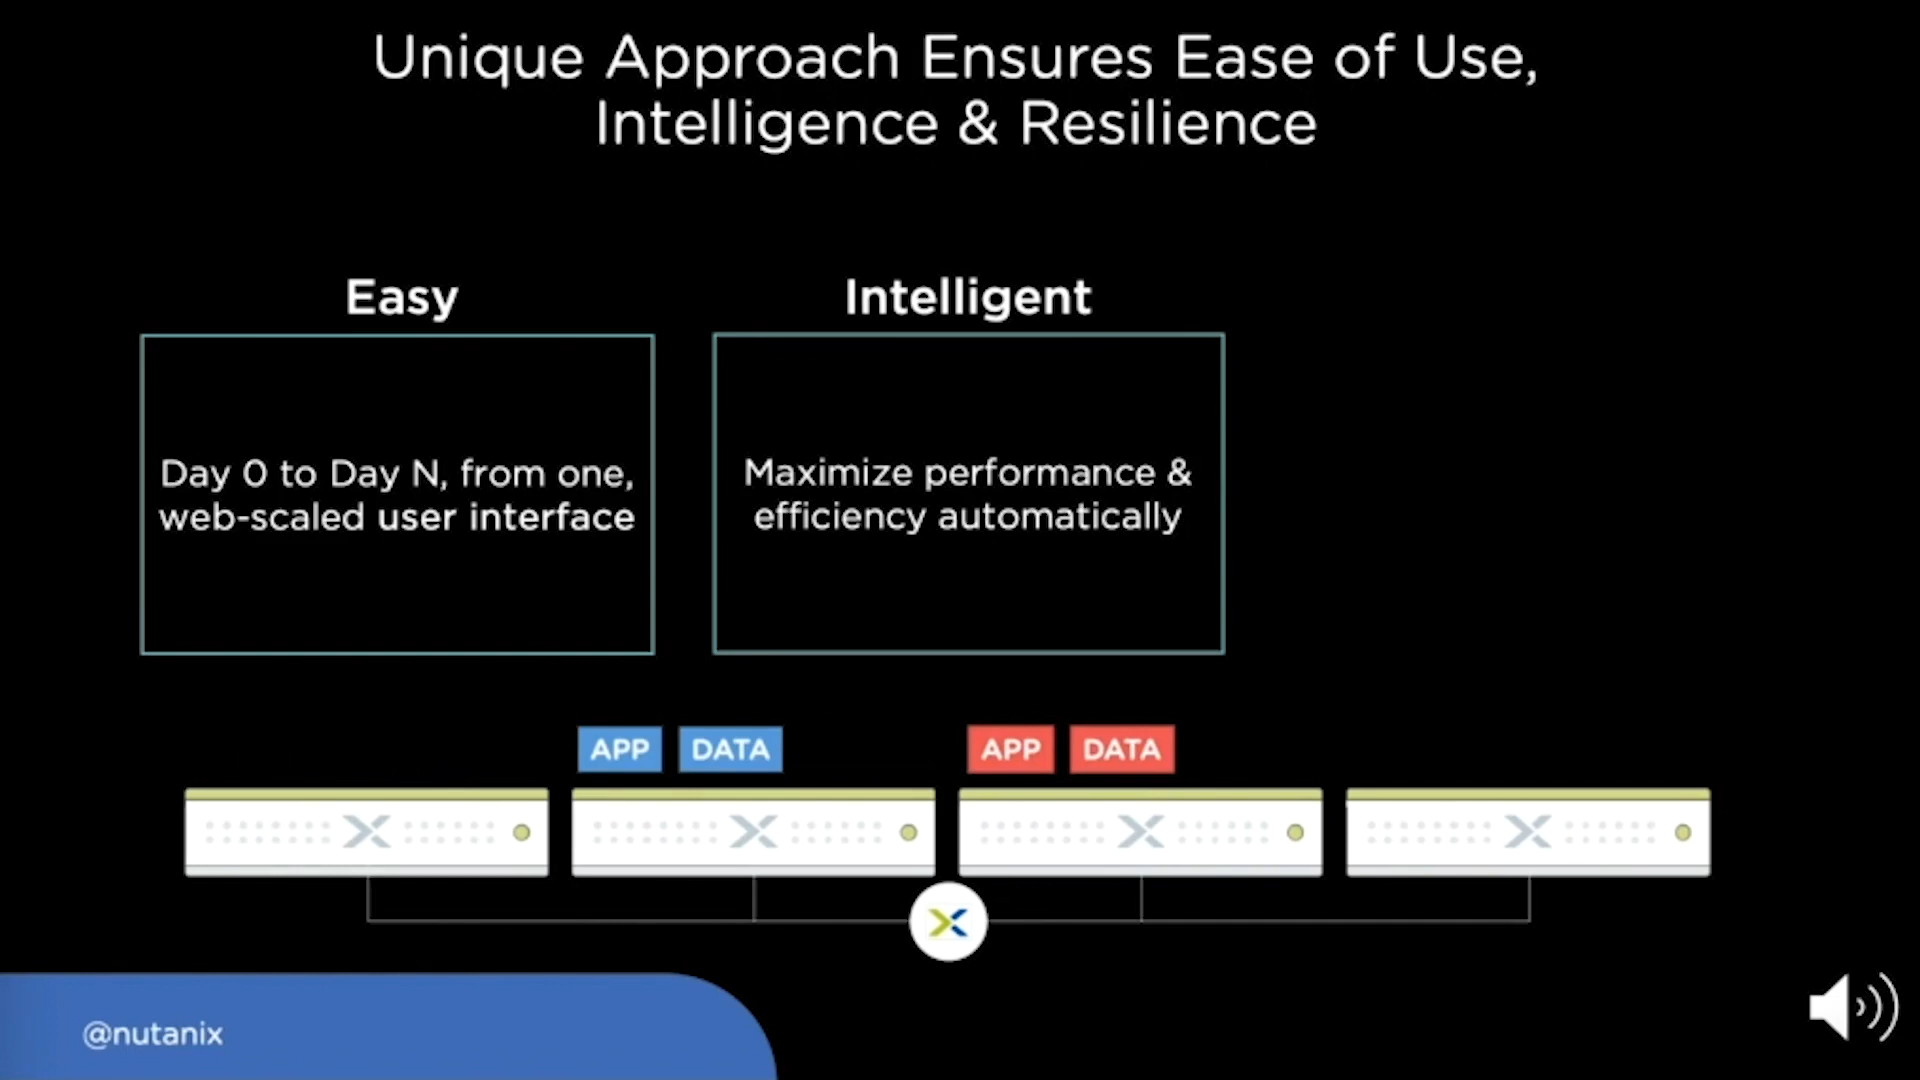 Unique Approach Ensures Ease of Use,
Intelligence & Resilience
Easy
Day 0 to Day N, from one,
web-scaled user interface
Intelligent
Maximize performance &
efficiency automatically
APP DATA
APP DATA
@nutanix